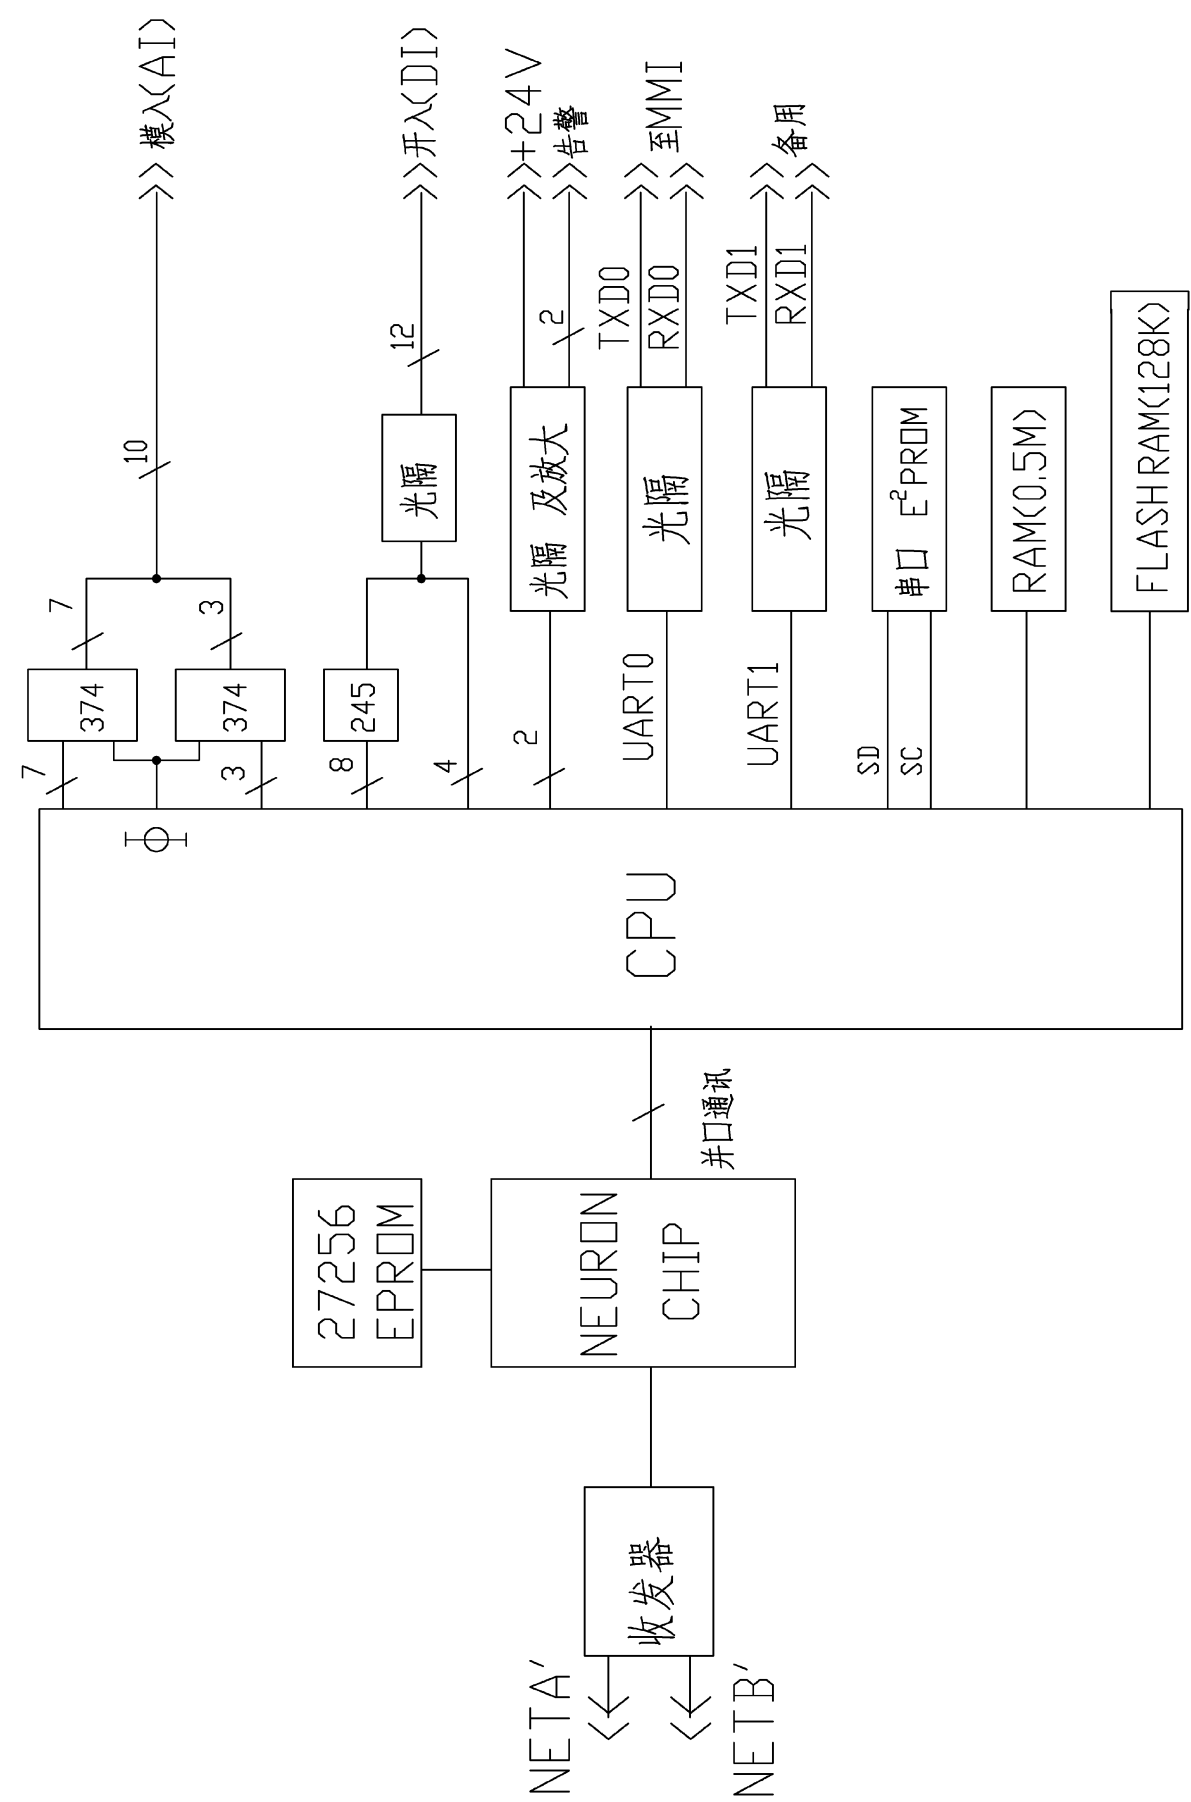 模入(AI)
10
7
3
374
374
7
3
开入(DI)
12
光隔
245
8
4
+24V
告警
2
光隔 及放大
2
至MMI
TXD0
RXD0
光隔
UART0
备用
TXD1
RXD1
光隔
UART1
串口 E²PROM
SD
SC
RAM(0.5M)
FLASHRAM(128K)
CPU
并口通讯
27256
EPROM
NEURON
CHIP
收发器
NETA'
NETB'